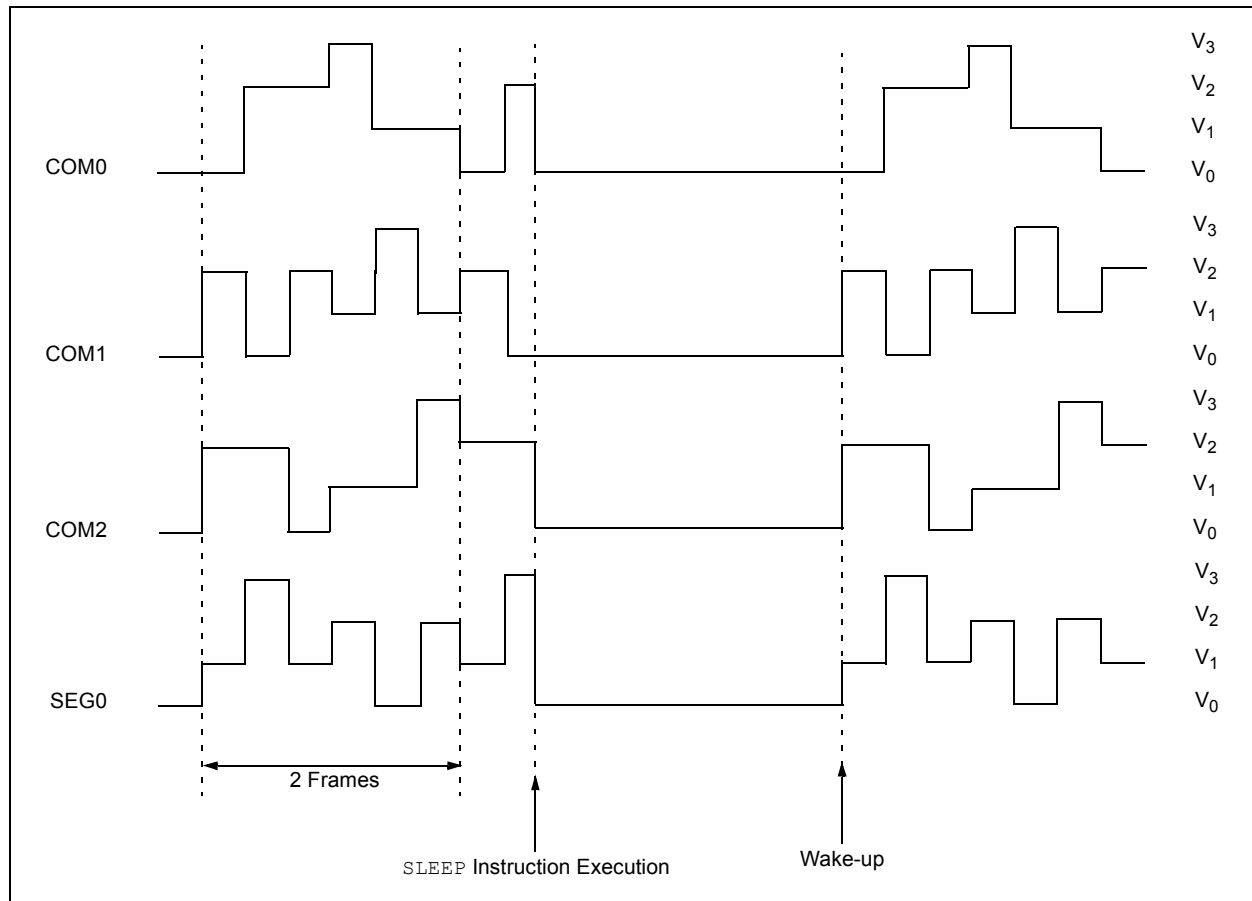 V3
V2
V1
COM0 V0
V3
V2
V1
COM1 V0
V3
V2
V1
COM2 V0
V3
V2
V1
SEG0 V0
2 Frames
SLEEP Instruction Execution
Wake-up